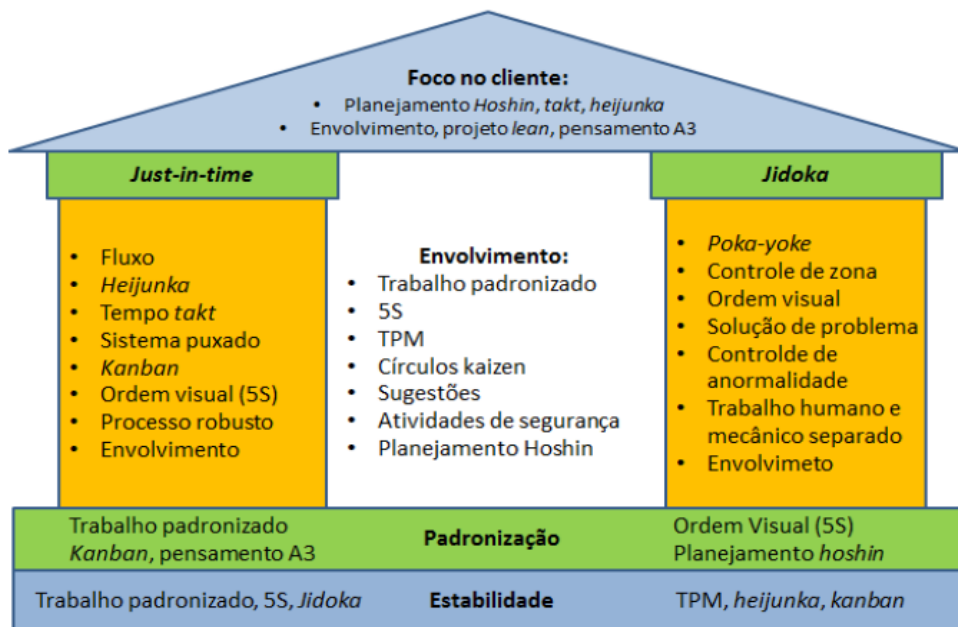 Foco no cliente:
• Planejamento Hoshin, takt, heijunka
• Envolvimento, projeto lean, pensamento A3
Just-in-time
• Fluxo
• Heijunka
• Tempo takt
• Sistema puxado
• Kanban
• Ordem visual (5S)
• Processo robusto
• Envolvimento
Envolvimento:
• Trabalho padronizado
• 5S
• TPM
• Círculos kaizen
• Sugestões
• Atividades de segurança
• Planejamento Hoshin
Jidoka
• Poka-yoke
• Controle de zona
• Ordem visual
• Solução de problema
• Controlde de
anormalidade
• Trabalho humano e
mecânico separado
• Envolvimeto
Trabalho padronizado
Kanban, pensamento A3
Padronização
Ordem Visual (5S)
Planejamento hoshin
Trabalho padronizado, 5S, Jidoka
Estabilidade
TPM, heijunka, kanban